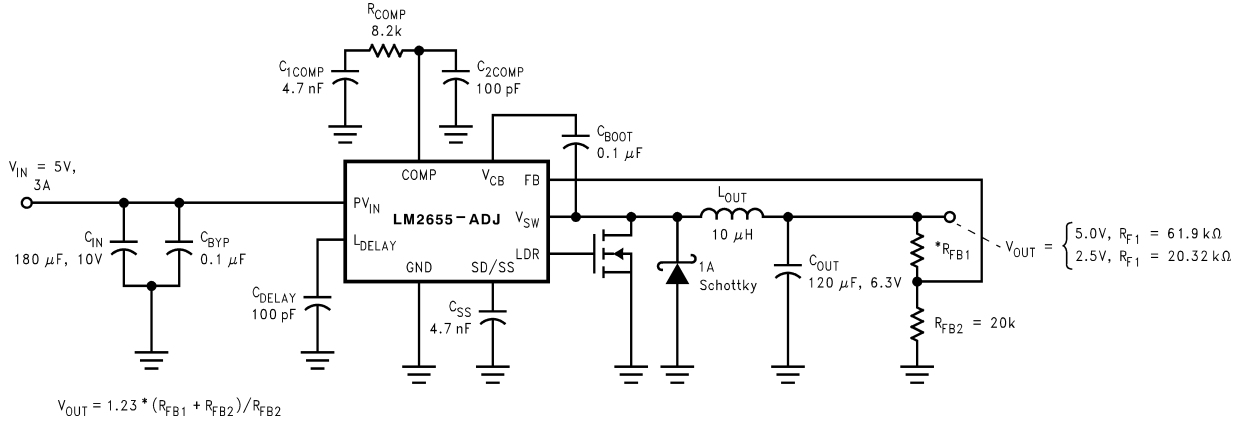 R_COMP
8.2k
C_1COMP
4.7 nF
C_2COMP
100 pF
C_BOOT
0.1 μF
V_IN = 5V,
3A
COMP
V_CB
FB
PV_IN
LM2655-ADJ
V_SW
L_DELAY
LDR
GND
SD/SS
C_IN
180 μF, 10V
C_BYP
0.1 μF
C_DELAY
100 pF
C_SS
4.7 nF
1A
Schottky
L_OUT
10 μH
C_OUT
120 μF, 6.3V
*R_FB1
R_FB2 = 20k
V_OUT = { 5.0V, R_F1 = 61.9 kΩ
2.5V, R_F1 = 20.32 kΩ
V_OUT = 1.23 * (R_FB1 + R_FB2)/R_FB2